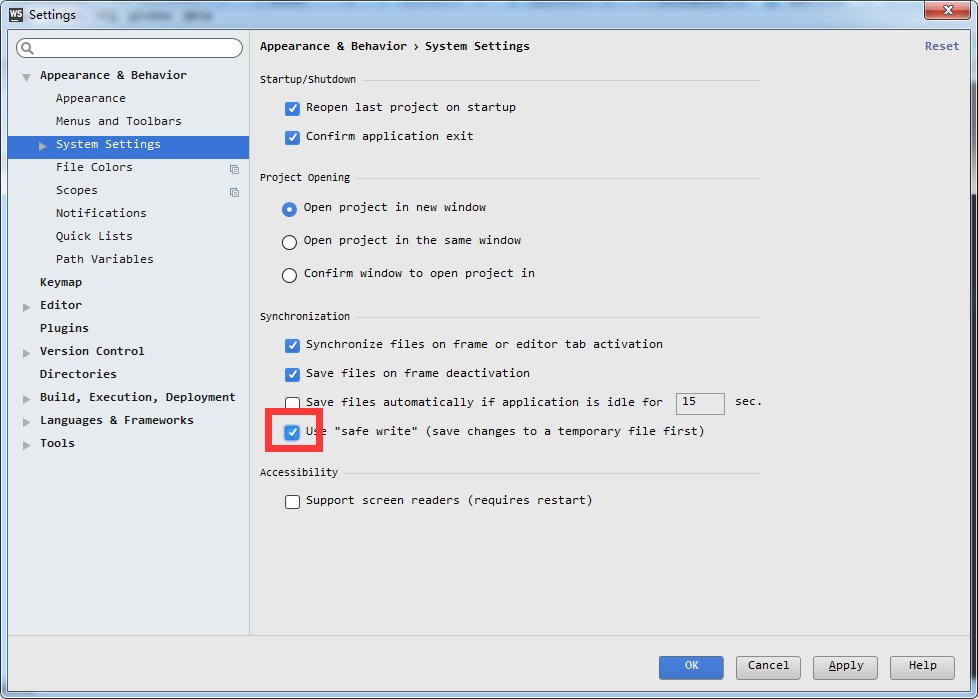 WS Settings
Appearance & Behavior
Appearance
Menus and Toolbars
System Settings
File Colors
Scopes
Notifications
Quick Lists
Path Variables
Keymap
Editor
Plugins
Version Control
Directories
Build, Execution, Deployment
Languages & Frameworks
Tools
Appearance & Behavior › System Settings
Reset
Startup/Shutdown
Reopen last project on startup
Confirm application exit
Project Opening
Open project in new window
Open project in the same window
Confirm window to open project in
Synchronization
Synchronize files on frame or editor tab activation
Save files on frame deactivation
Save files automatically if application is idle for 15 sec.
Use "safe write" (save changes to a temporary file first)
Accessibility
Support screen readers (requires restart)
OK Cancel Apply Help